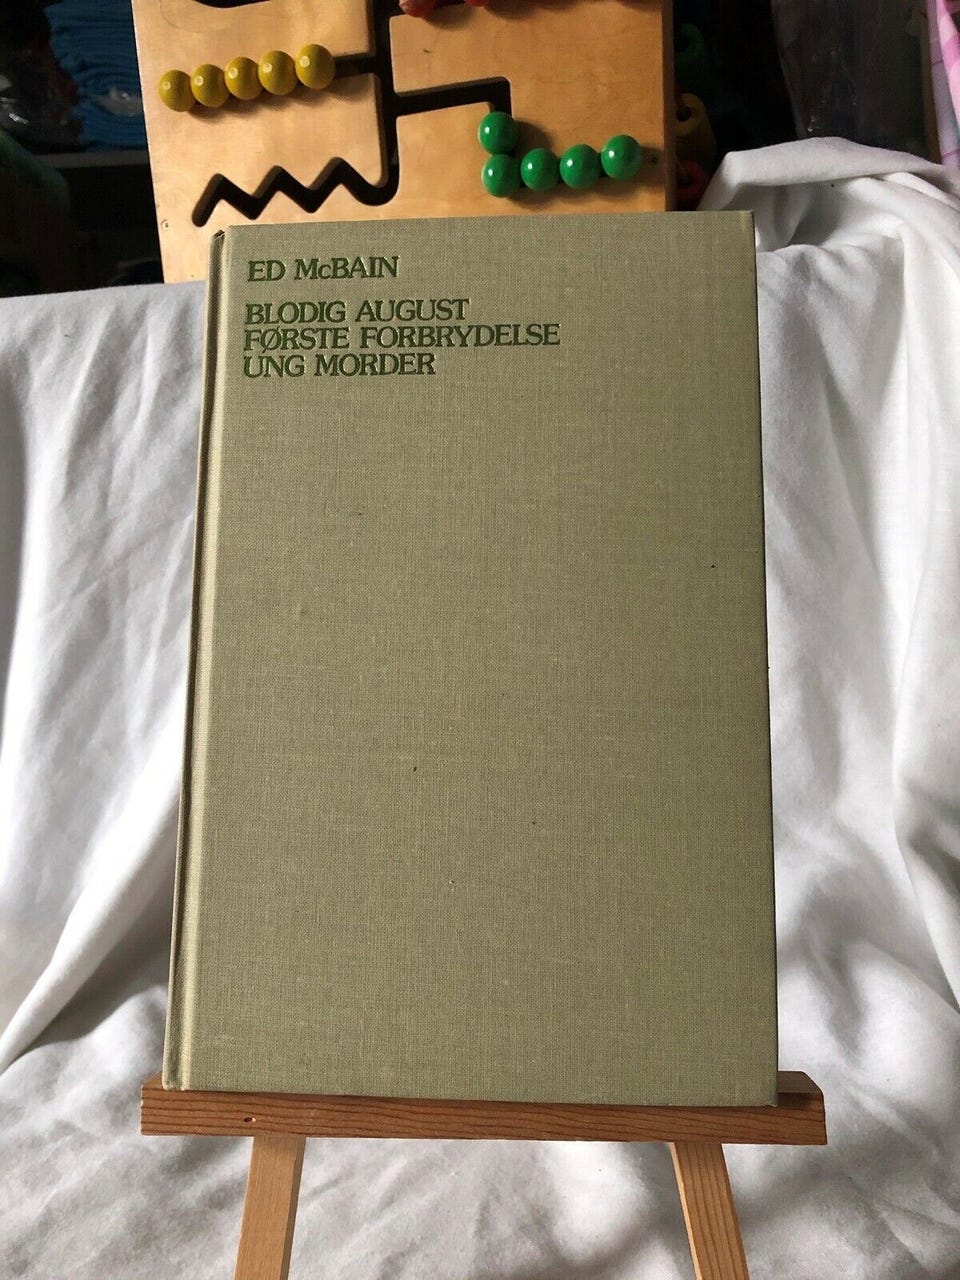 ED McBAIN
BLODIG AUGUST
FØRSTE FORBRYDELSE
UNG MORDER